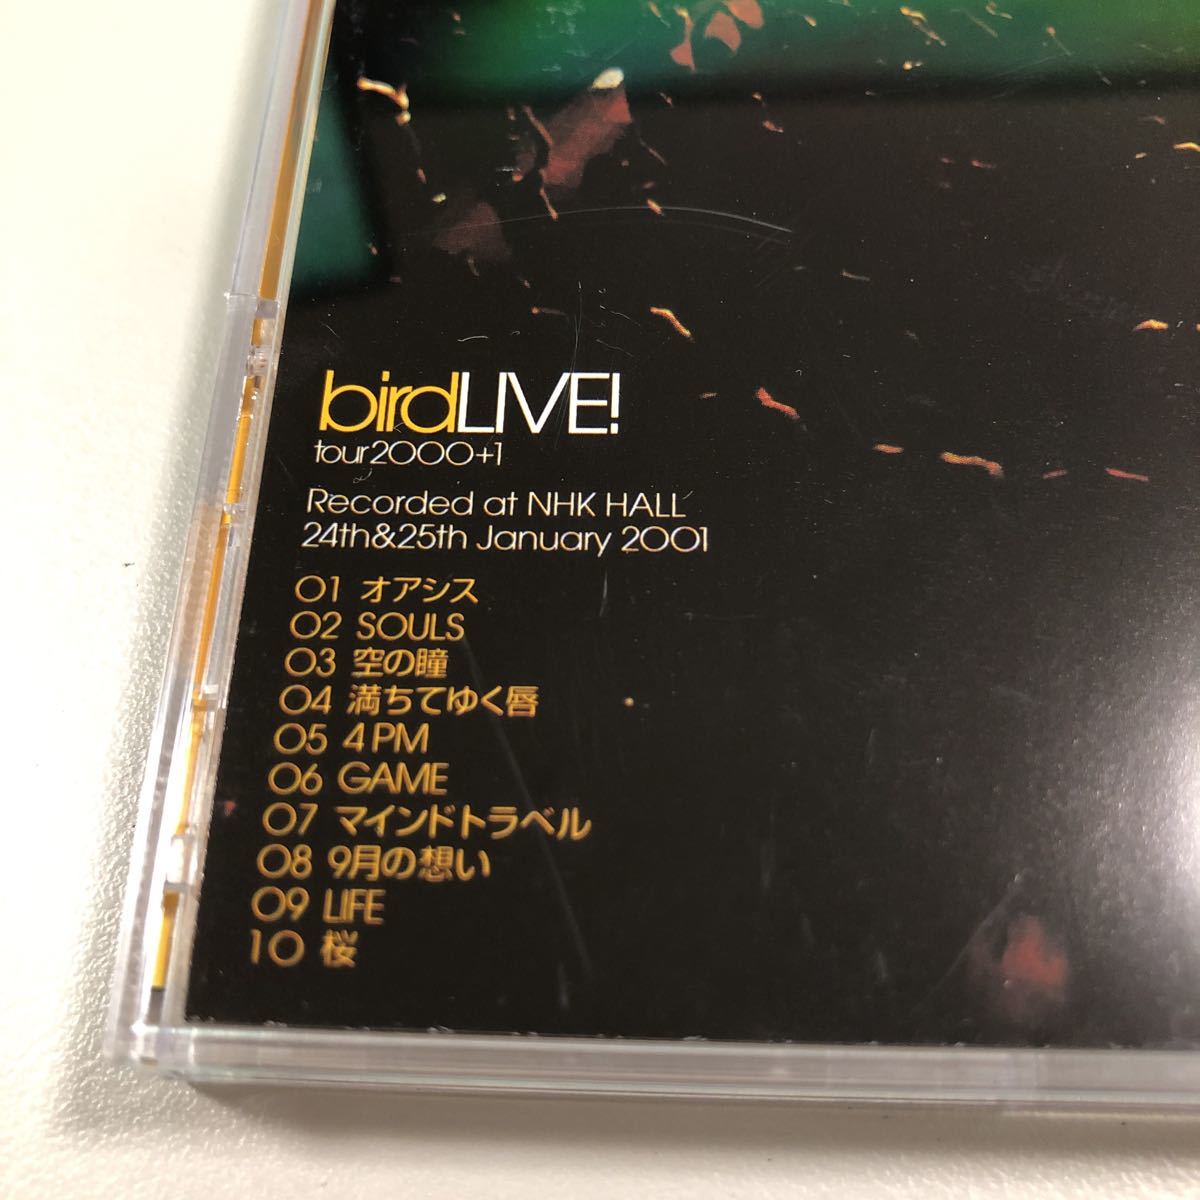 birdLIVE!
tour2000+1
Recorded at NHK HALL
24th&25th January 2001
01 オアシス
02 SOULS
03 空の瞳
04 満ちてゆく唇
05 4 PM
06 GAME
07 マインドトラベル
08 9月の想い
09 LIFE
10 桜